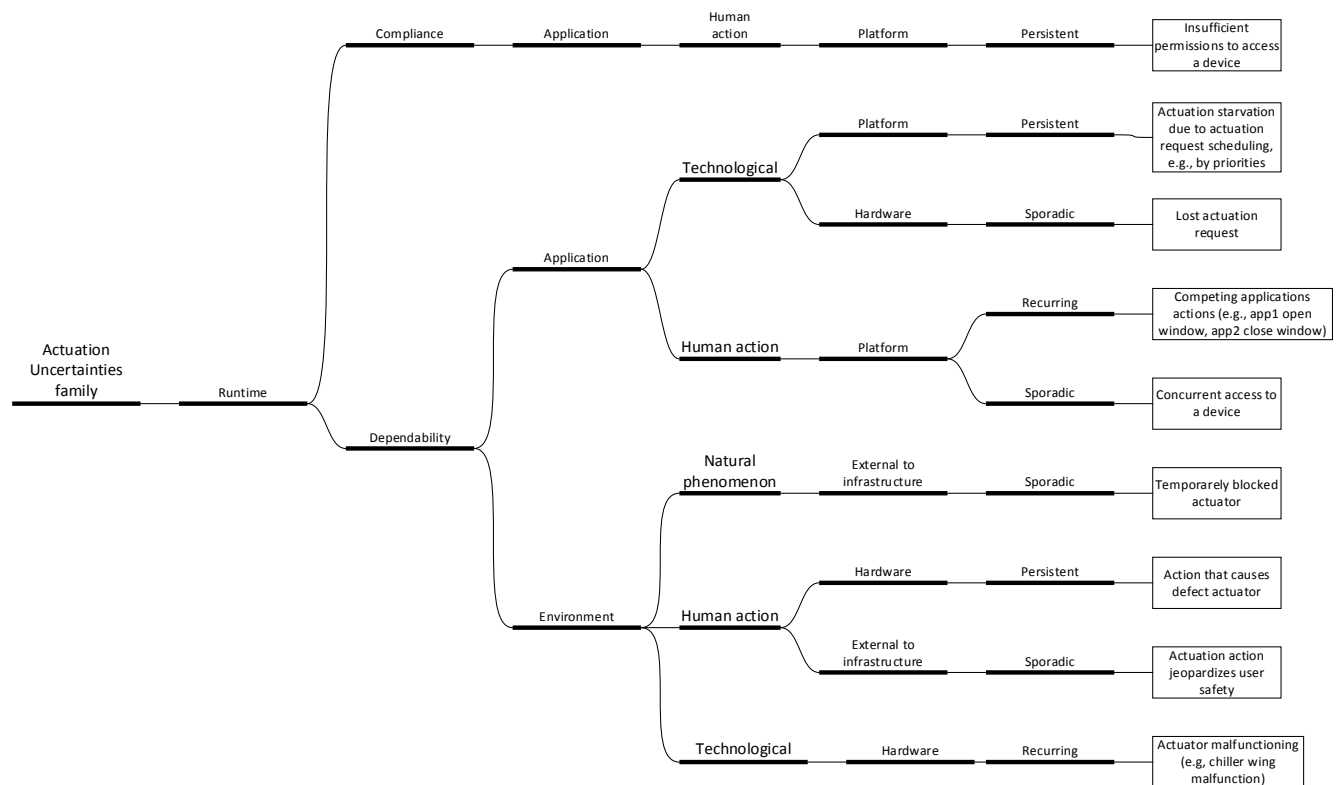 Compliance
Application
Human
action
Platform
Persistent
Insufficient
permissions to access
a device
Platform
Persistent
Actuation starvation
due to actuation
request scheduling,
e.g., by priorities
Technological
Hardware
Sporadic
Lost actuation
request
Application
Recurring
Competing applications
actions (e.g., app1 open
window, app2 close window)
Human action
Platform
Actuation
Uncertainties
family
Runtime
Sporadic
Concurrent access to
a device
Dependability
Natural
phenomenon
External to
infrastructure
Sporadic
Temporarely blocked
actuator
Hardware
Persistent
Action that causes
defect actuator
Environment
Human action
External to
infrastructure
Sporadic
Actuation action
jeopardizes user
safety
Technological
Hardware
Recurring
Actuator malfunctioning
(e.g, chiller wing
malfunction)